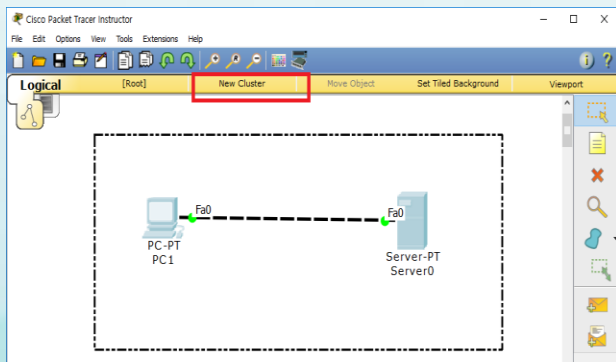 Cisco Packet Tracer Instructor
File Edit Options View Tools Extensions Help
Logical [Root] New Cluster Move Object Set Tiled Background Viewport
Fa0
Fa0
PC-PT
PC1
Server-PT
Server0